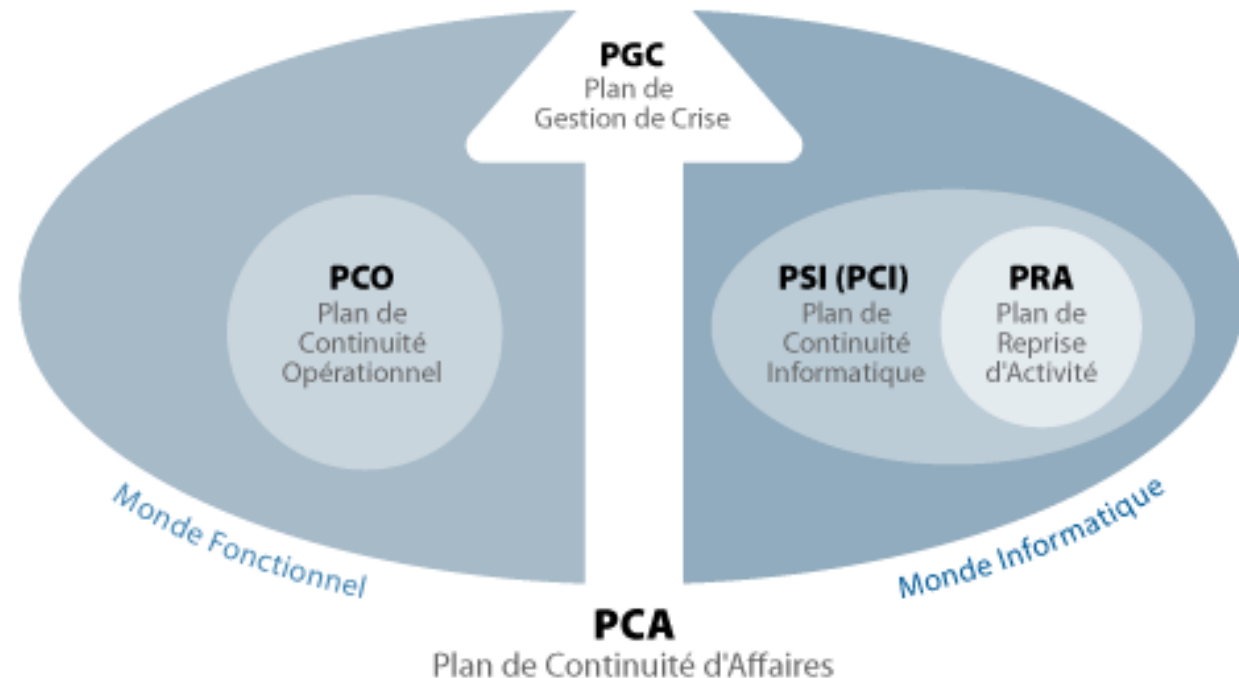 PGC
Plan de
Gestion de Crise
PCO
Plan de
Continuité
Opérationnel
PSI (PCI)
Plan de
Continuité
Informatique
PRA
Plan de
Reprise
d'Activité
Monde Fonctionnel
Monde Informatique
PCA
Plan de Continuité d'Affaires